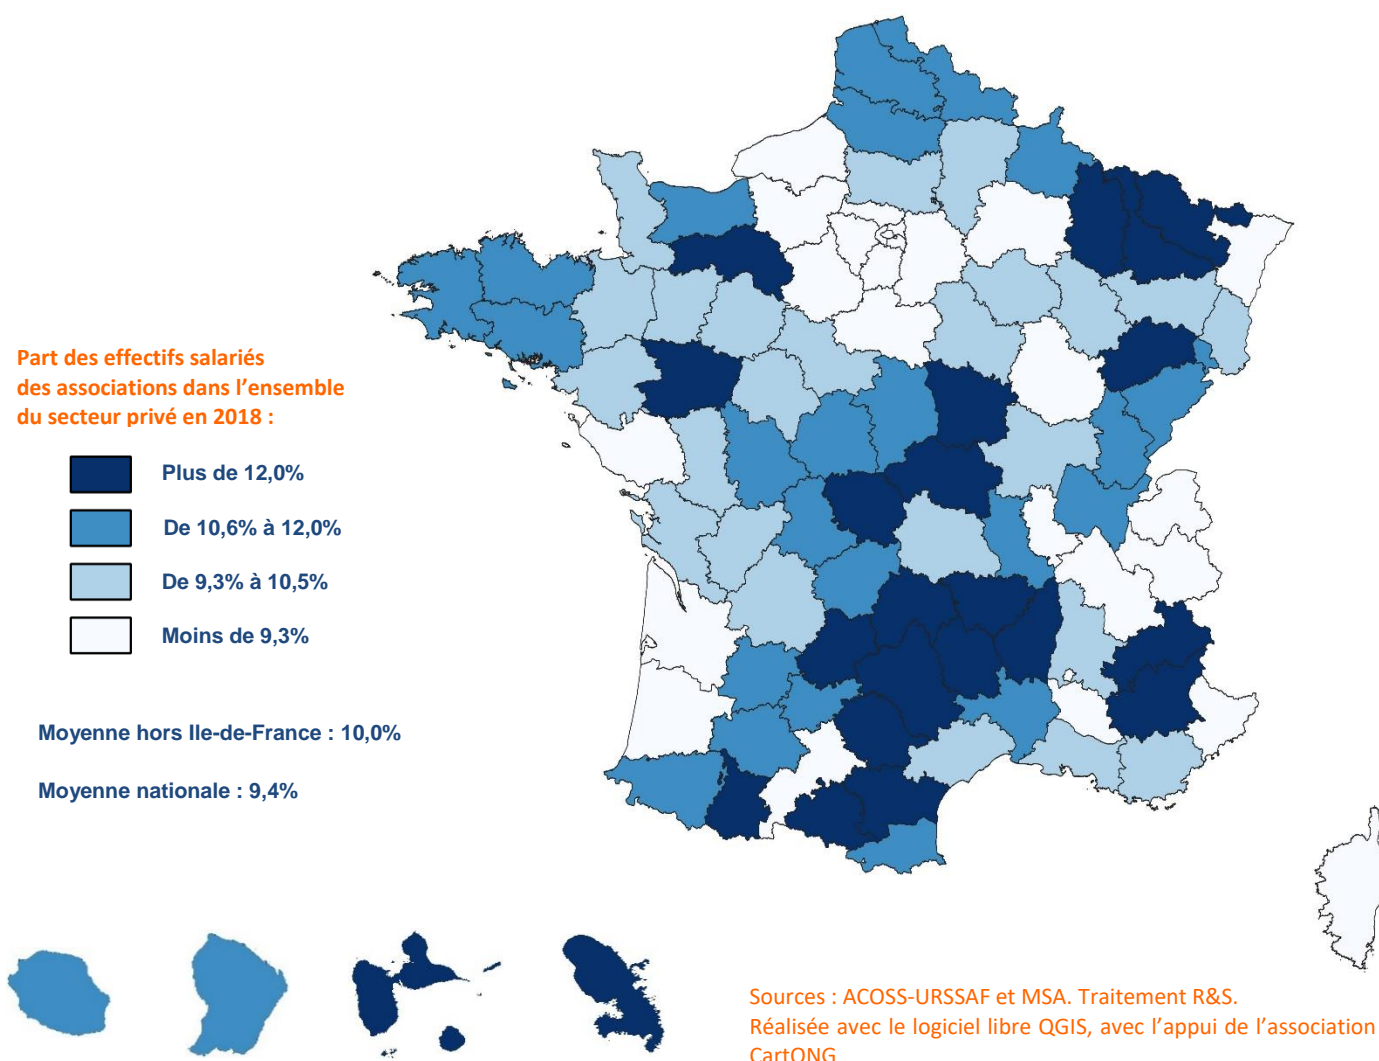 Part des effectifs salariés
des associations dans l'ensemble
du secteur privé en 2018 :
Plus de 12,0%
De 10,6% à 12,0%
De 9,3% à 10,5%
Moins de 9,3%
Moyenne hors Ile-de-France : 10,0%
Moyenne nationale : 9,4%
Sources : ACOSS-URSSAF et MSA. Traitement R&S.
Réalisée avec le logiciel libre QGIS, avec l'appui de l'association
CartONG